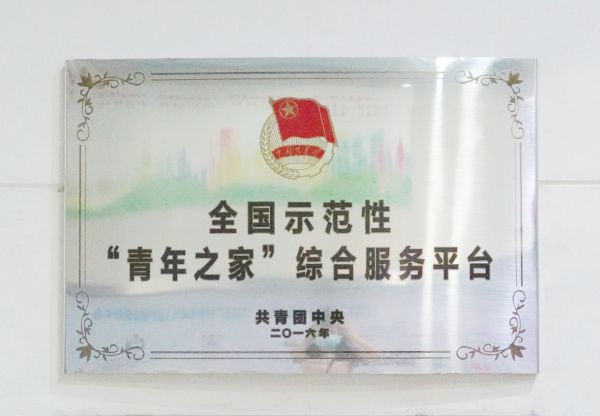 全国示范性
“青年之家”综合服务平台
共青团中央
二〇一六年